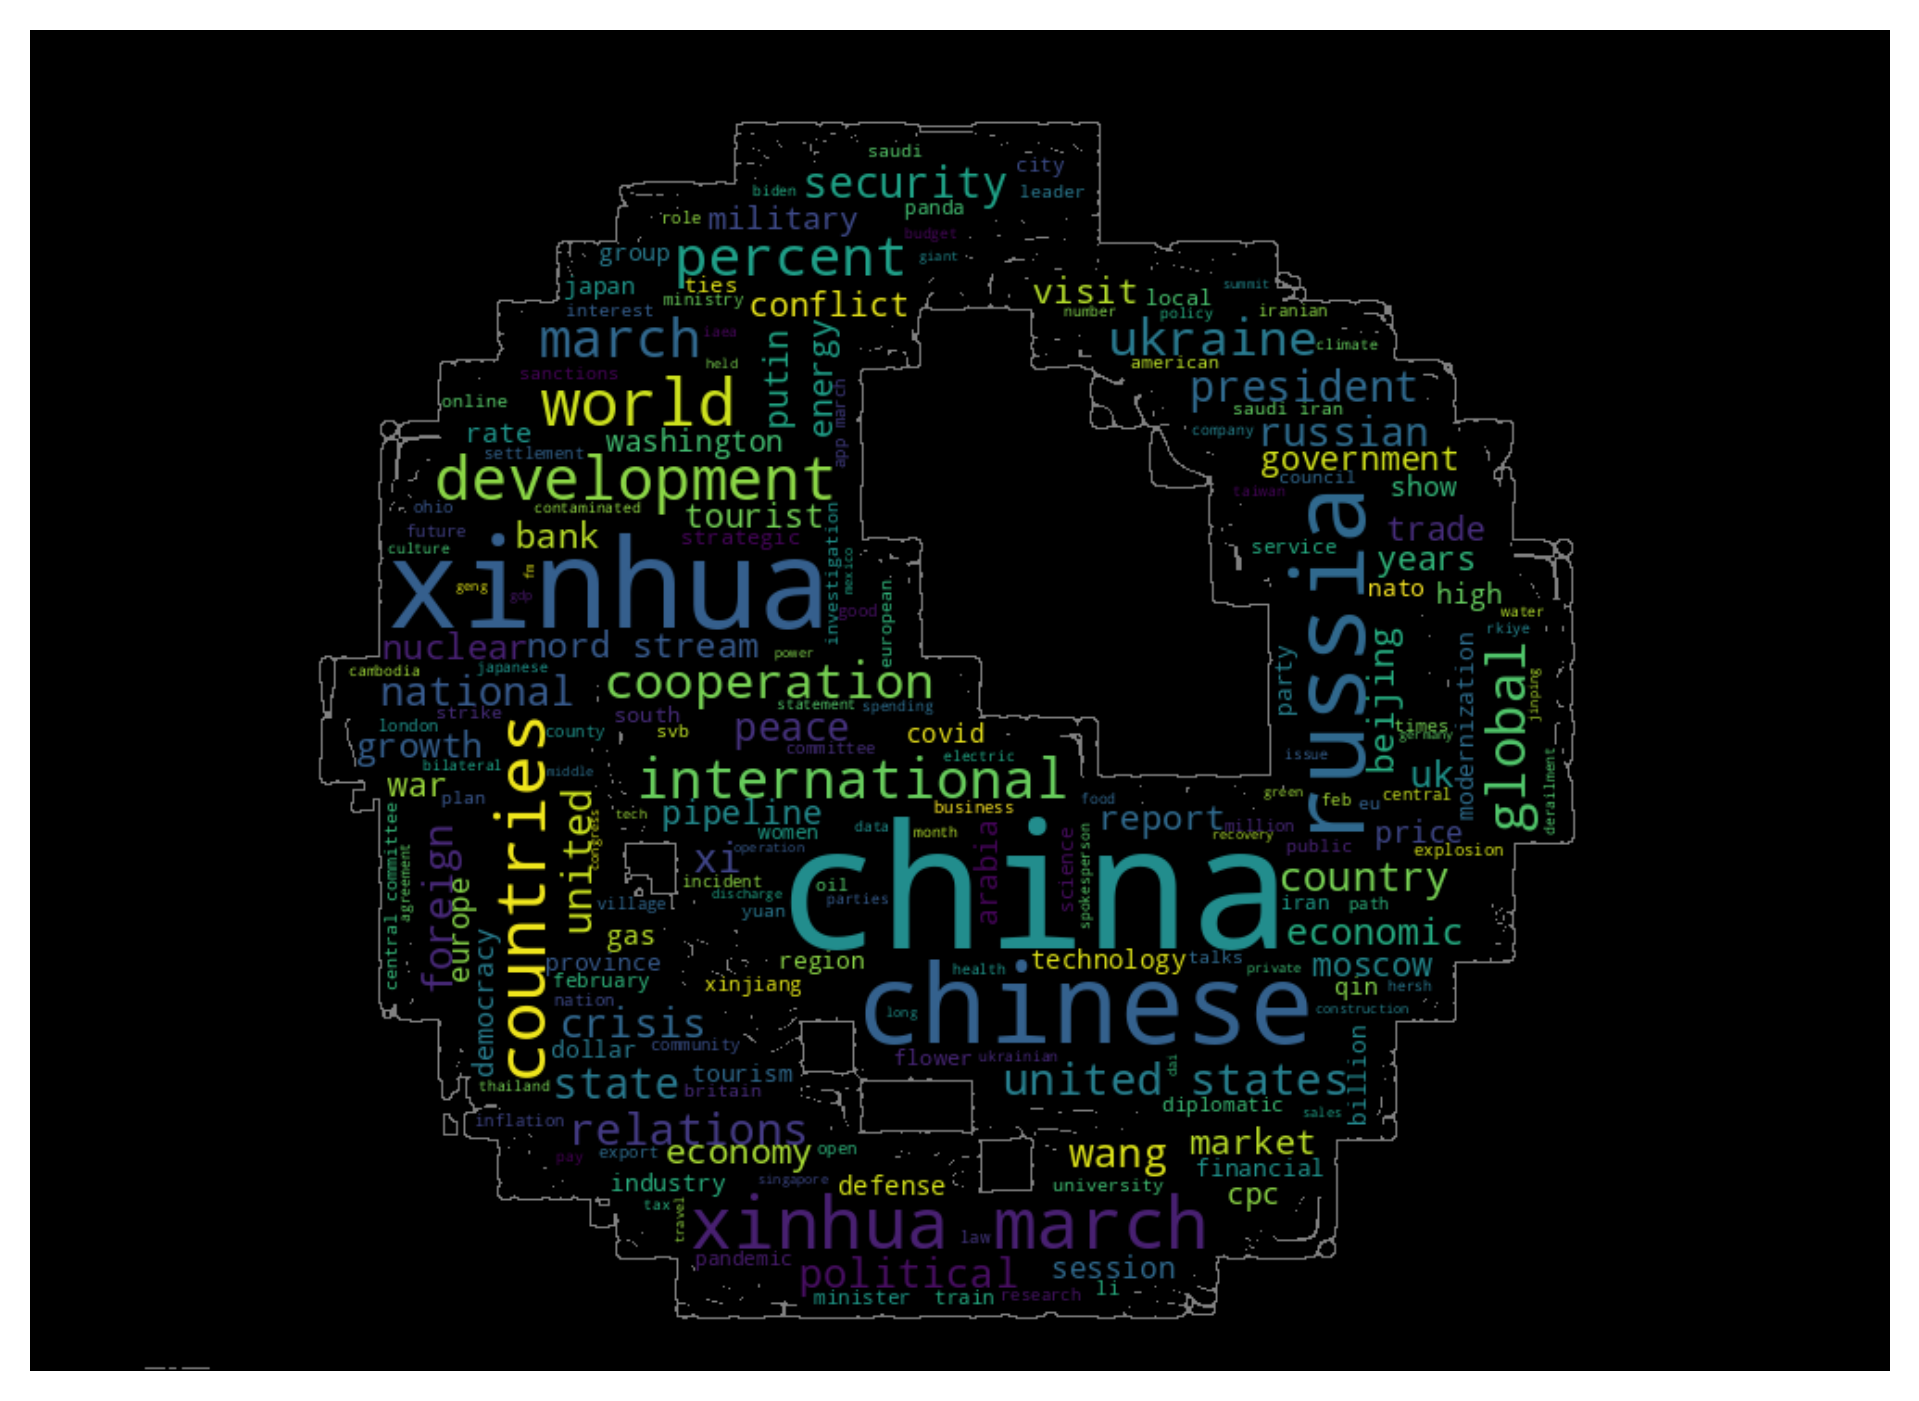 saudi
city
biden
security
leader
panda
role
military
budget
group
percent
giant
japan
ties
ministry
conflict
interest
visit
local
summit
number
policy
iranian
march
iaea
ukraine
climate
held
putin
energy
american
sanctions
president
world
app march
online
saudi iran
rate
washington
company
russian
settlement
government
development
council
show
taiwan
ohio
contaminated
tourist
future
bank
strategic
trade
culture
investigation
service
years
xinhua
mexico
geng
fm
gdp
good
european
russia
nato
high
water
rkiye
nuclear
nord stream
power
cambodia
japanese
national
cooperation
party
beijing
modernization
global
jinping
strike
south
statement
spending
london
county
svb
peace
covid
times
germany
growth
committee
electric
issue
bilateral
middle
international
uk
derailment
war
plan
countries
united
congress
tech
pipeline
business
food
green
feb
eu
central
report
million
women
data
month
recovery
price
central committee
agreement
foreign
europe
xi
operation
china
arabia
science
spokesperson
public
explosion
incident
oil
discharge
parties
country
village
yuan
iran
path
democracy
gas
economic
province
region
technology
talks
february
xinjiang
health
private
moscow
qin
hersh
nation
chinese
long
construction
crisis
dollar
community
flower
ukrainian
dai
billion
thailand
state
tourism
britain
united states
diplomatic
sales
inflation
relations
market
pay
export
economy
open
wang
financial
industry
singapore
defense
university
cpc
tax
travel
xinhua march
law
pandemic
political
session
minister
train
research
li